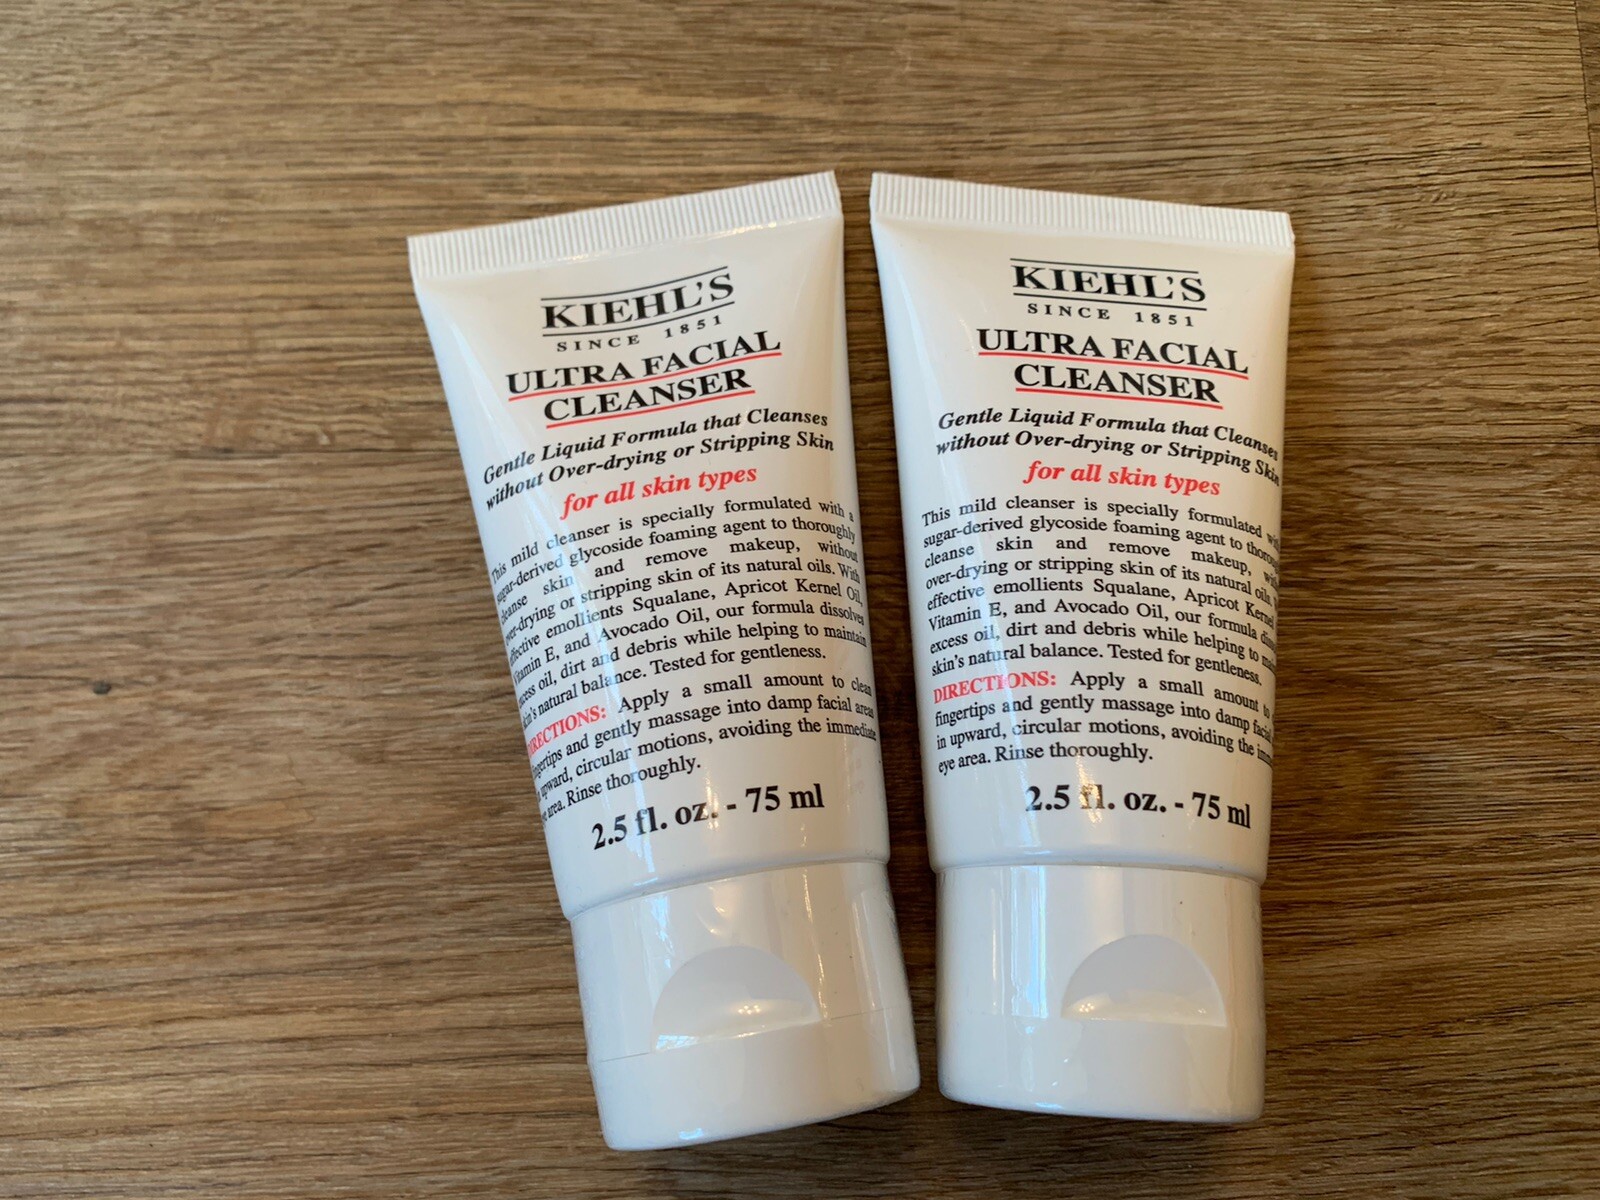 KIEHL'S
SINCE 1851
ULTRA FACIAL
CLEANSER
Gentle Liquid Formula that Cleanses
without Over-drying or Stripping Skin
for all skin types
This mild cleanser is specially formulated with a
sugar-derived glycoside foaming agent to thoroughly
cleanse skin and remove makeup, without
over-drying or stripping skin of its natural oils. With
effective emollients Squalane, Apricot Kernel Oil,
Vitamin E, and Avocado Oil, our formula dissolves
excess oil, dirt and debris while helping to maintain
skin's natural balance. Tested for gentleness.
DIRECTIONS: Apply a small amount to clean
fingertips and gently massage into damp facial areas
in upward, circular motions, avoiding the immediate
eye area. Rinse thoroughly.
2.5 fl. oz. - 75 ml
KIEHL'S
SINCE 1851
ULTRA FACIAL
CLEANSER
Gentle Liquid Formula that Cleanses
without Over-drying or Stripping Skin
for all skin types
This mild cleanser is specially formulated
sugar-derived glycoside foaming agent to
cleanse skin and remove makeup,
over-drying or stripping skin of its natural oils.
effective emollients Squalane, Apricot Kernel
Vitamin E, and Avocado Oil, our formula
excess oil, dirt and debris while helping to
skin's natural balance. Tested for gentleness.
DIRECTIONS: Apply a small amount to
fingertips and gently massage into damp
in upward, circular motions, avoiding the
eye area. Rinse thoroughly.
2.5 fl. oz. - 75 ml